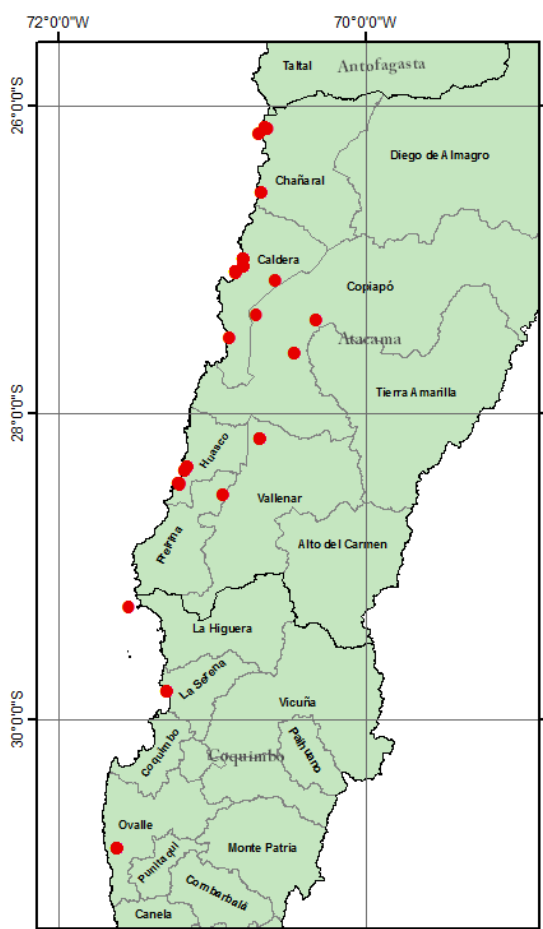 72°0'0"W
70°0'0"W
Taltal
Antofagasta
26°0'0"S
Diego de Almagro
Chañaral
Caldera
Copiapó
Atacama
Tierra Amarilla
28°0'0"S
Huasco
Vallenar
Freirina
Alto del Carmen
La Higuera
La Serena
Vicuña
30°0'0"S
Coquimbo
Coquimbo
Paihuano
Ovalle
Punitaqui
Monte Patria
Combarbalá
Canela